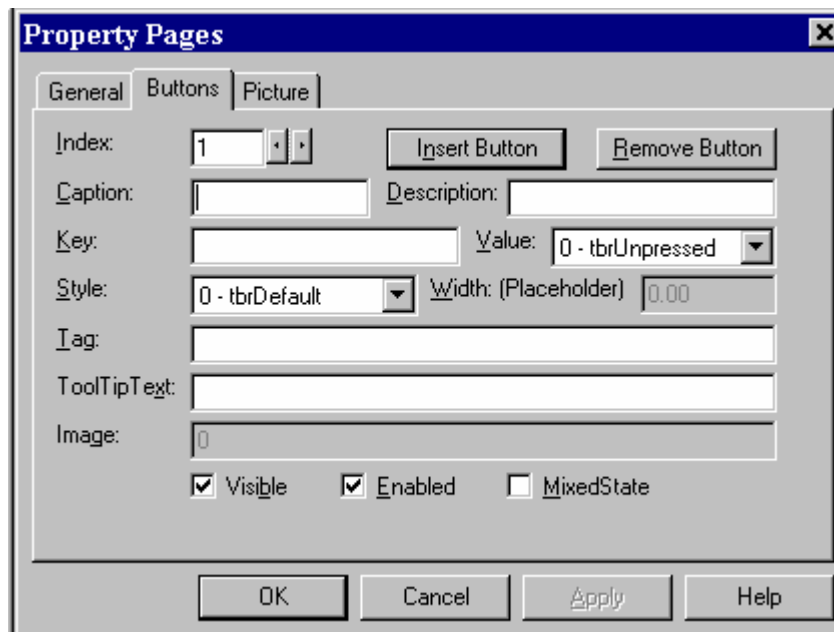 Property Pages
General Buttons Picture
Index: 1 Insert Button Remove Button
Caption: Description:
Key: Value: 0 - tbrUnpressed
Style: 0 - tbrDefault Width: (Placeholder) 0.00
Tag:
ToolTipText:
Image: 0
Visible Enabled MixedState
OK Cancel Apply Help